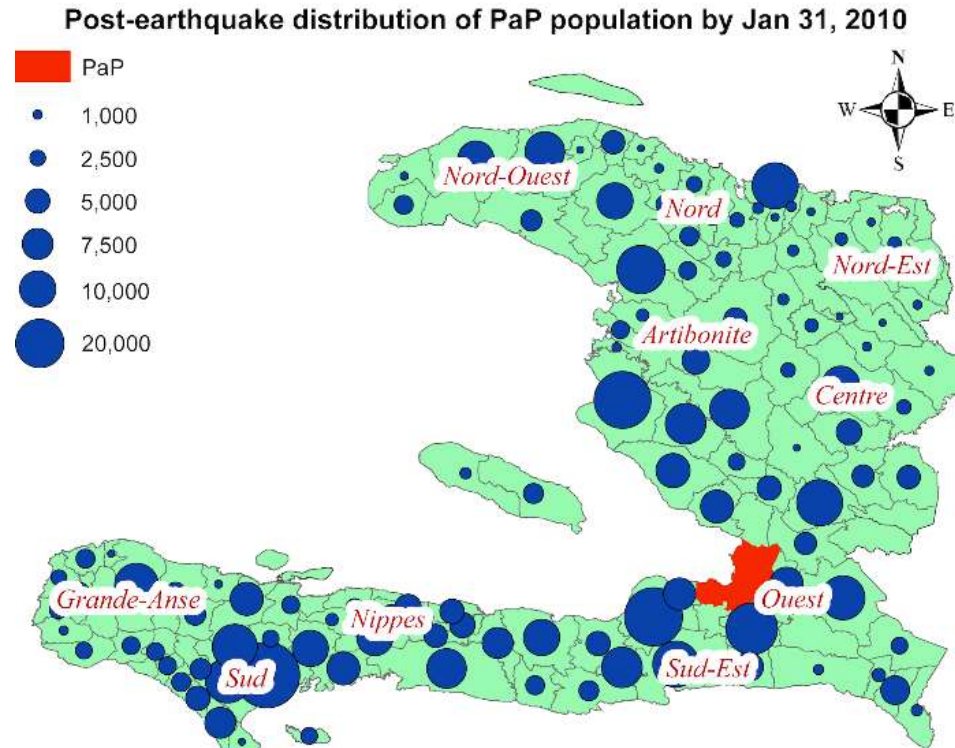 Post-earthquake distribution of PaP population by Jan 31, 2010
PaP
1,000
2,500
5,000
7,500
10,000
20,000
N
W E
S
Nord-Ouest
Nord
Nord-Est
Artibonite
Centre
Grande-Anse
Nippes
Ouest
Sud
Sud-Est